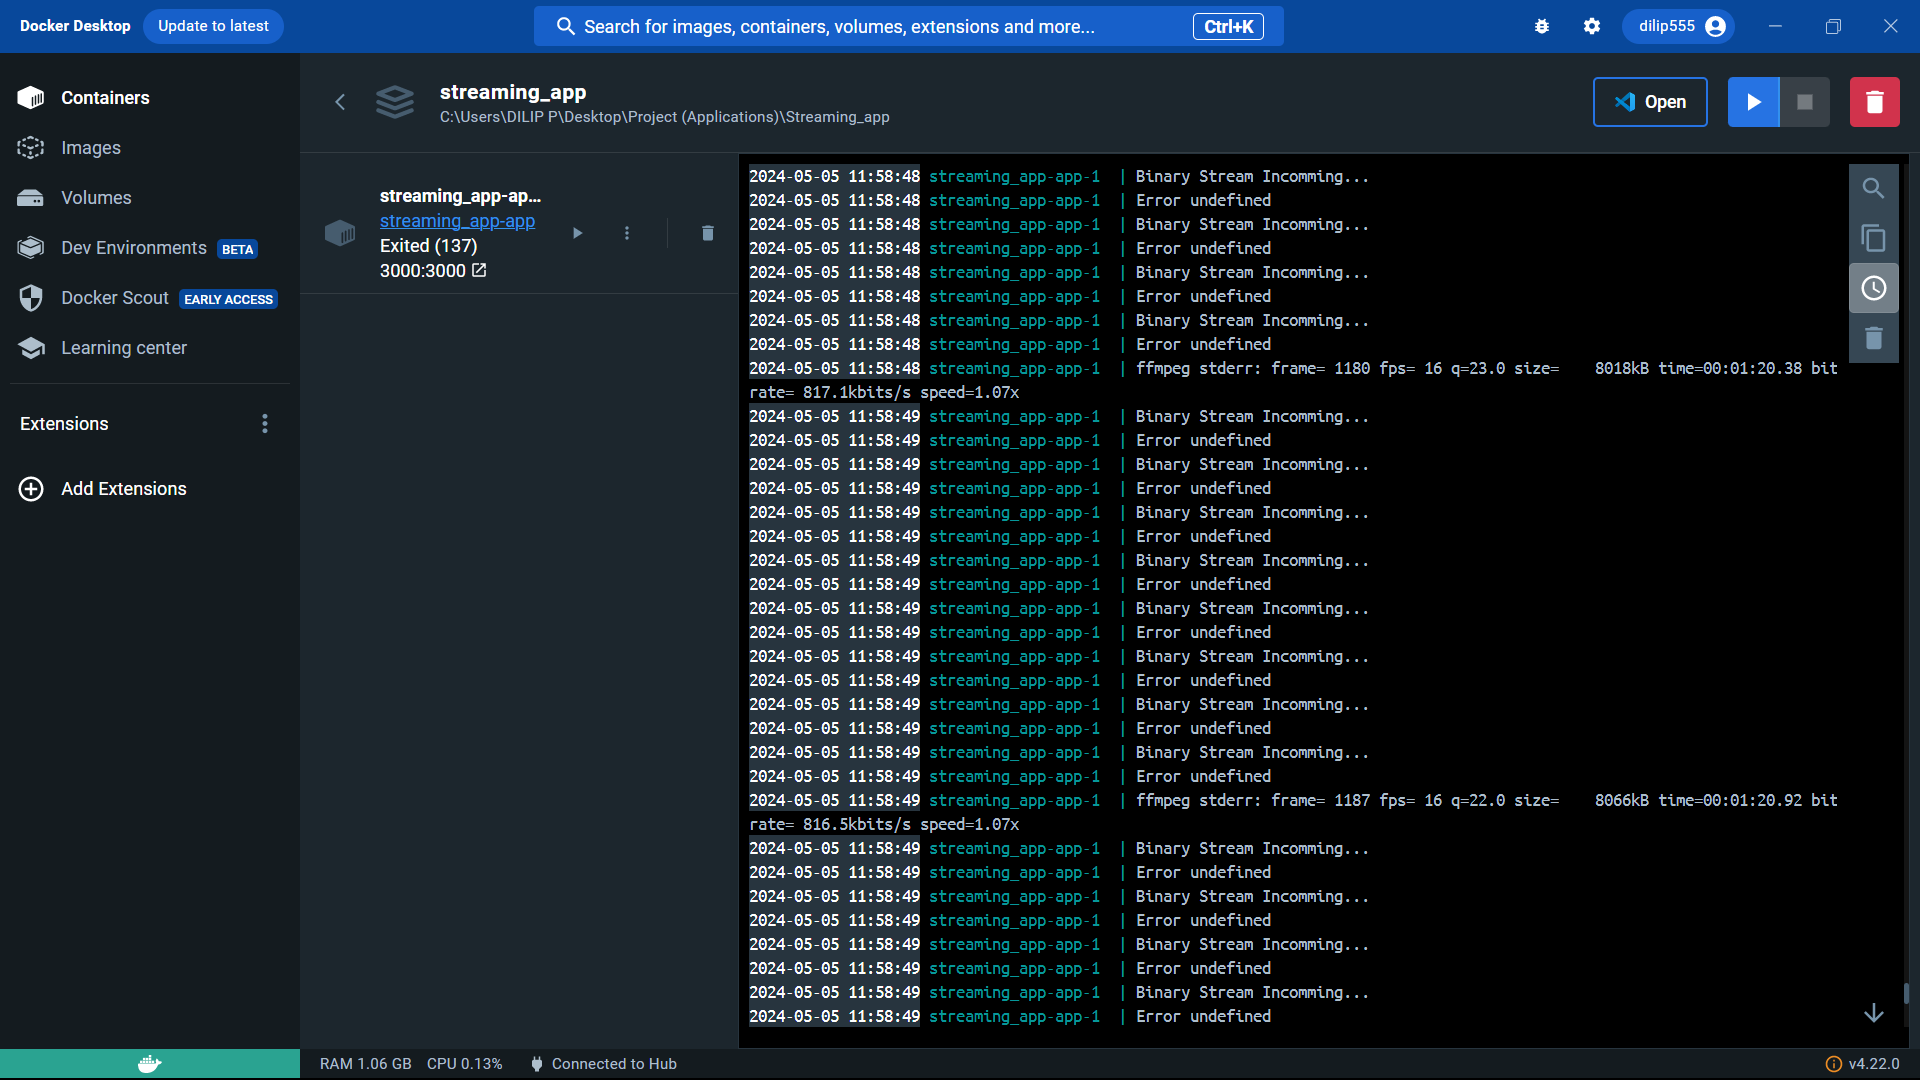 Docker Desktop
Update to latest
Search for images, containers, volumes, extensions and more...
Ctrl+K
dilip555
Containers
Images
Volumes
Dev Environments BETA
Docker Scout EARLY ACCESS
Learning center
Extensions
Add Extensions
streaming_app
C:\Users\DILIP P\Desktop\Project (Applications)\Streaming_app
Open
streaming_app-ap...
streaming_app-app
Exited (137)
3000:3000
2024-05-05 11:58:48 streaming_app-app-1 | Binary Stream Incomming...
2024-05-05 11:58:48 streaming_app-app-1 | Error undefined
2024-05-05 11:58:48 streaming_app-app-1 | Binary Stream Incomming...
2024-05-05 11:58:48 streaming_app-app-1 | Error undefined
2024-05-05 11:58:48 streaming_app-app-1 | Binary Stream Incomming...
2024-05-05 11:58:48 streaming_app-app-1 | Error undefined
2024-05-05 11:58:48 streaming_app-app-1 | Binary Stream Incomming...
2024-05-05 11:58:48 streaming_app-app-1 | Error undefined
2024-05-05 11:58:48 streaming_app-app-1 | ffmpeg stderr: frame= 1180 fps= 16 q=23.0 size=    8018kB time=00:01:20.38 bit
rate= 817.1kbits/s speed=1.07x
2024-05-05 11:58:49 streaming_app-app-1 | Binary Stream Incomming...
2024-05-05 11:58:49 streaming_app-app-1 | Error undefined
2024-05-05 11:58:49 streaming_app-app-1 | Binary Stream Incomming...
2024-05-05 11:58:49 streaming_app-app-1 | Error undefined
2024-05-05 11:58:49 streaming_app-app-1 | Binary Stream Incomming...
2024-05-05 11:58:49 streaming_app-app-1 | Error undefined
2024-05-05 11:58:49 streaming_app-app-1 | Binary Stream Incomming...
2024-05-05 11:58:49 streaming_app-app-1 | Error undefined
2024-05-05 11:58:49 streaming_app-app-1 | Binary Stream Incomming...
2024-05-05 11:58:49 streaming_app-app-1 | Error undefined
2024-05-05 11:58:49 streaming_app-app-1 | Binary Stream Incomming...
2024-05-05 11:58:49 streaming_app-app-1 | Error undefined
2024-05-05 11:58:49 streaming_app-app-1 | Binary Stream Incomming...
2024-05-05 11:58:49 streaming_app-app-1 | Error undefined
2024-05-05 11:58:49 streaming_app-app-1 | Binary Stream Incomming...
2024-05-05 11:58:49 streaming_app-app-1 | Error undefined
2024-05-05 11:58:49 streaming_app-app-1 | ffmpeg stderr: frame= 1187 fps= 16 q=22.0 size=    8066kB time=00:01:20.92 bit
rate= 816.5kbits/s speed=1.07x
2024-05-05 11:58:49 streaming_app-app-1 | Binary Stream Incomming...
2024-05-05 11:58:49 streaming_app-app-1 | Error undefined
2024-05-05 11:58:49 streaming_app-app-1 | Binary Stream Incomming...
2024-05-05 11:58:49 streaming_app-app-1 | Error undefined
2024-05-05 11:58:49 streaming_app-app-1 | Binary Stream Incomming...
2024-05-05 11:58:49 streaming_app-app-1 | Error undefined
2024-05-05 11:58:49 streaming_app-app-1 | Binary Stream Incomming...
2024-05-05 11:58:49 streaming_app-app-1 | Error undefined
RAM 1.06 GB CPU 0.13% Connected to Hub
v4.22.0